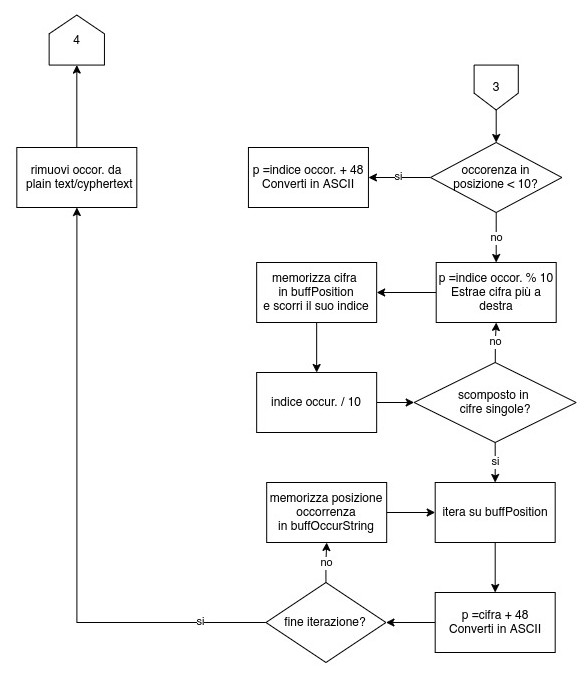 4
3
rimuovi occor. da
plain text/cyphertext
p =indice occor. + 48
Converti in ASCII
si
occorenza in
posizione < 10?
no
memorizza cifra
in buffPosition
e scorri il suo indice
p =indice occor. % 10
Estrae cifra più a
destra
no
indice occur. / 10
scomposto in
cifre singole?
si
memorizza posizione
occorrenza
in buffOccurString
itera su buffPosition
no
si
fine iterazione?
p =cifra + 48
Converti in ASCII